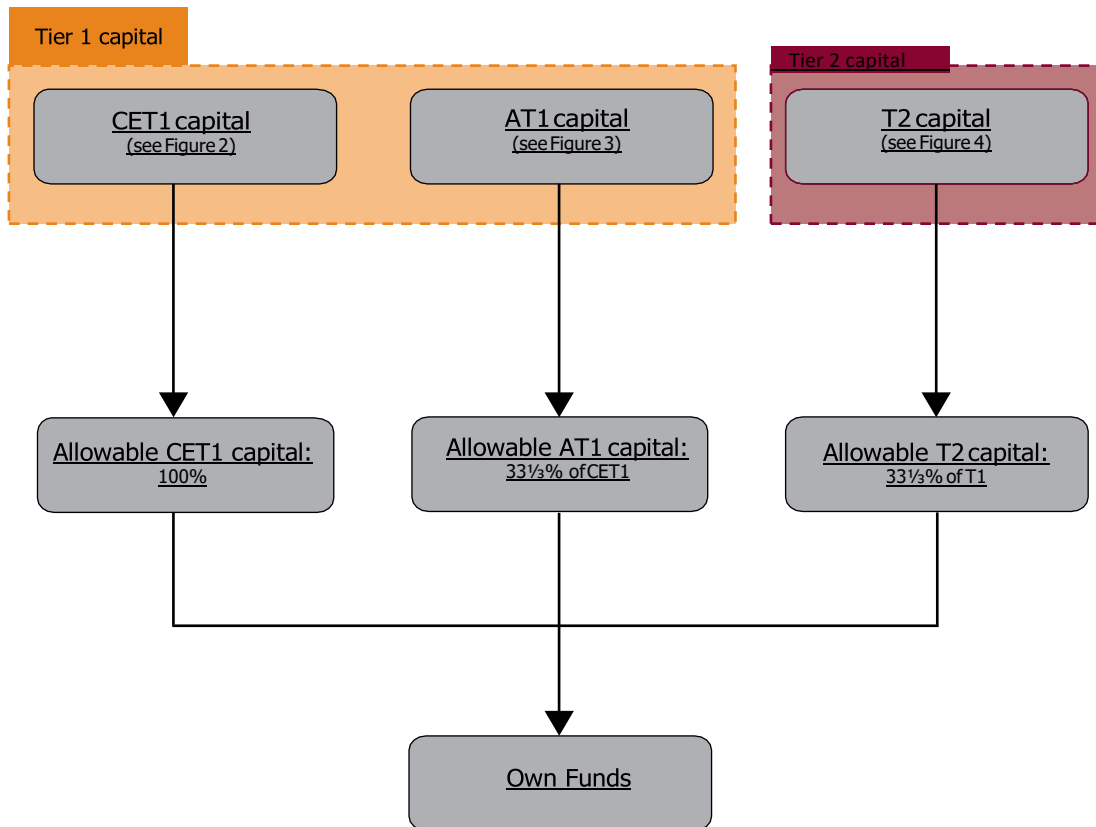 Tier 1 capital
Tier 2 capital
CET1 capital
(see Figure 2)
AT1 capital
(see Figure 3)
T2 capital
(see Figure 4)
Allowable CET1 capital:
100%
Allowable AT1 capital:
33⅓% of CET1
Allowable T2 capital:
33⅓% of T1
Own Funds